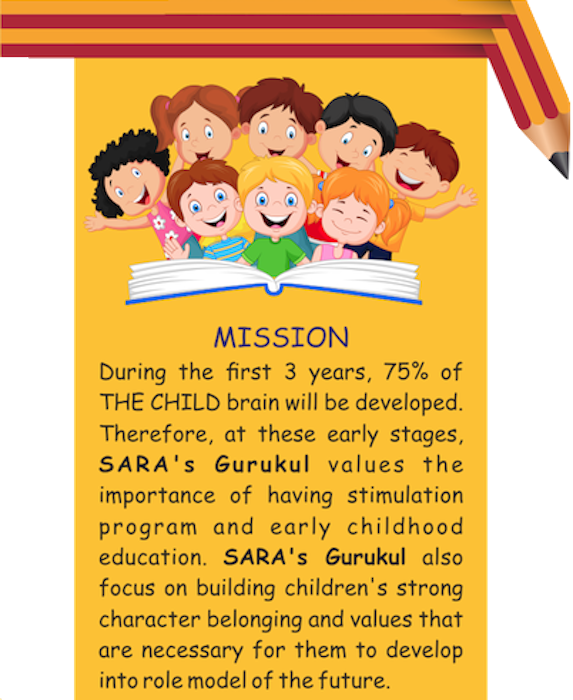 MISSION
During the first 3 years, 75% of
THE CHILD brain will be developed.
Therefore, at these early stages,
SARA's Gurukul values the
importance of having stimulation
program and early childhood
education. SARA's Gurukul also
focus on building children's strong
character belonging and values that
are necessary for them to develop
into role model of the future.